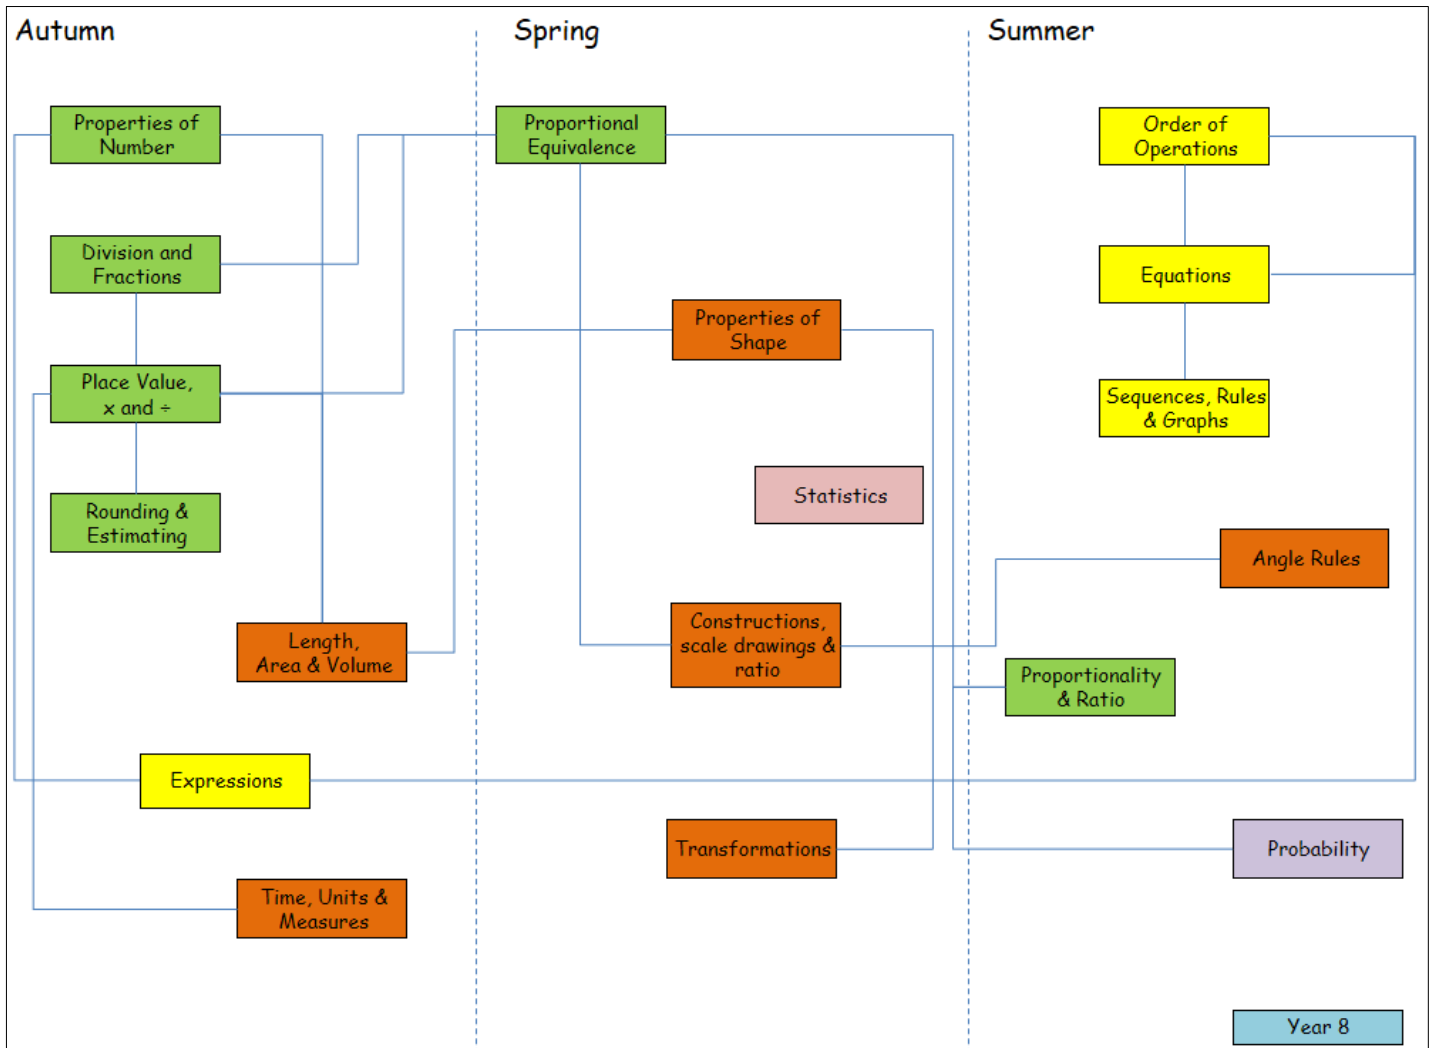 Autumn
Spring
Summer
Properties of
Number
Proportional
Equivalence
Order of
Operations
Division and
Fractions
Equations
Properties of
Shape
Place Value,
x and ÷
Sequences, Rules
& Graphs
Statistics
Rounding &
Estimating
Angle Rules
Length,
Area & Volume
Constructions,
scale drawings &
ratio
Proportionality
& Ratio
Expressions
Transformations
Probability
Time, Units &
Measures
Year 8